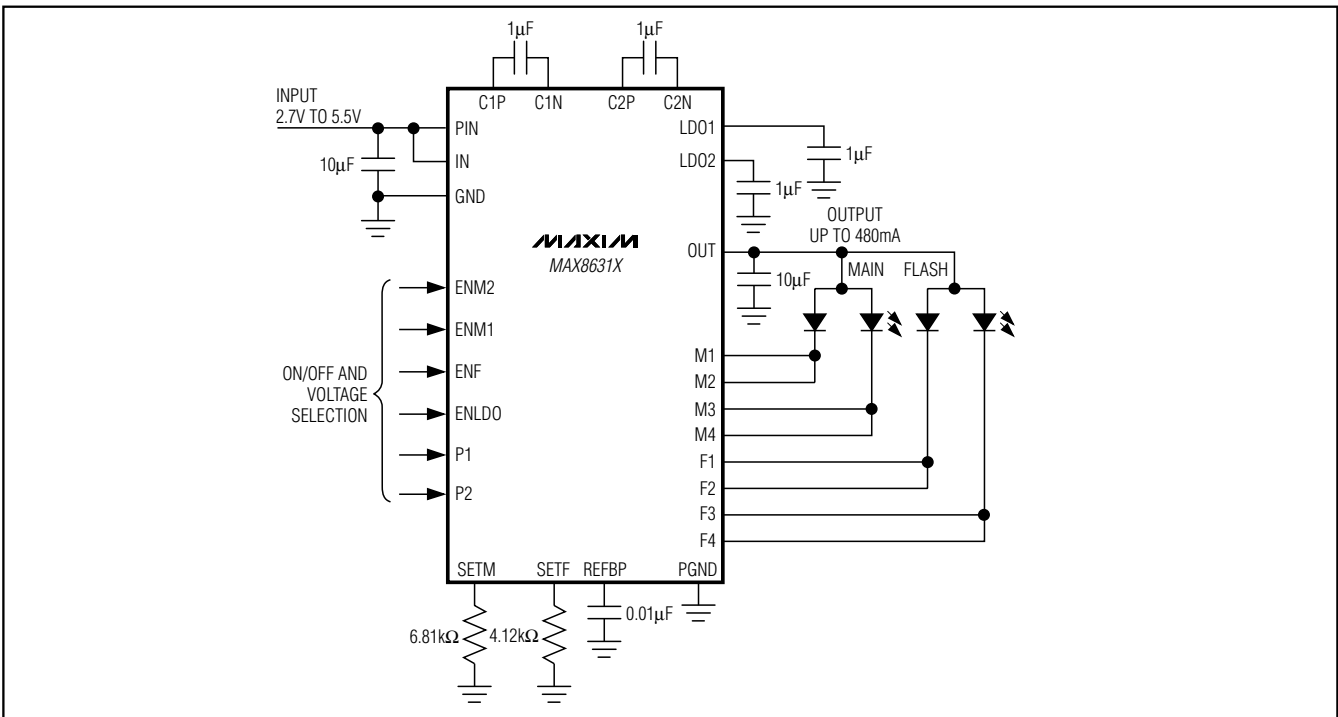 1μF
1μF
INPUT
2.7V TO 5.5V
C1P
C1N
C2P
C2N
PIN
IN
GND
10μF
LDO1
LDO2
1μF
1μF
MAXIM
MAX8631X
OUT
OUTPUT
UP TO 480mA
10μF
MAIN
FLASH
ON/OFF AND
VOLTAGE
SELECTION
ENM2
ENM1
ENF
ENLDO
P1
P2
M1
M2
M3
M4
F1
F2
F3
F4
SETM
SETF
REFBP
PGND
6.81kΩ
4.12kΩ
0.01μF